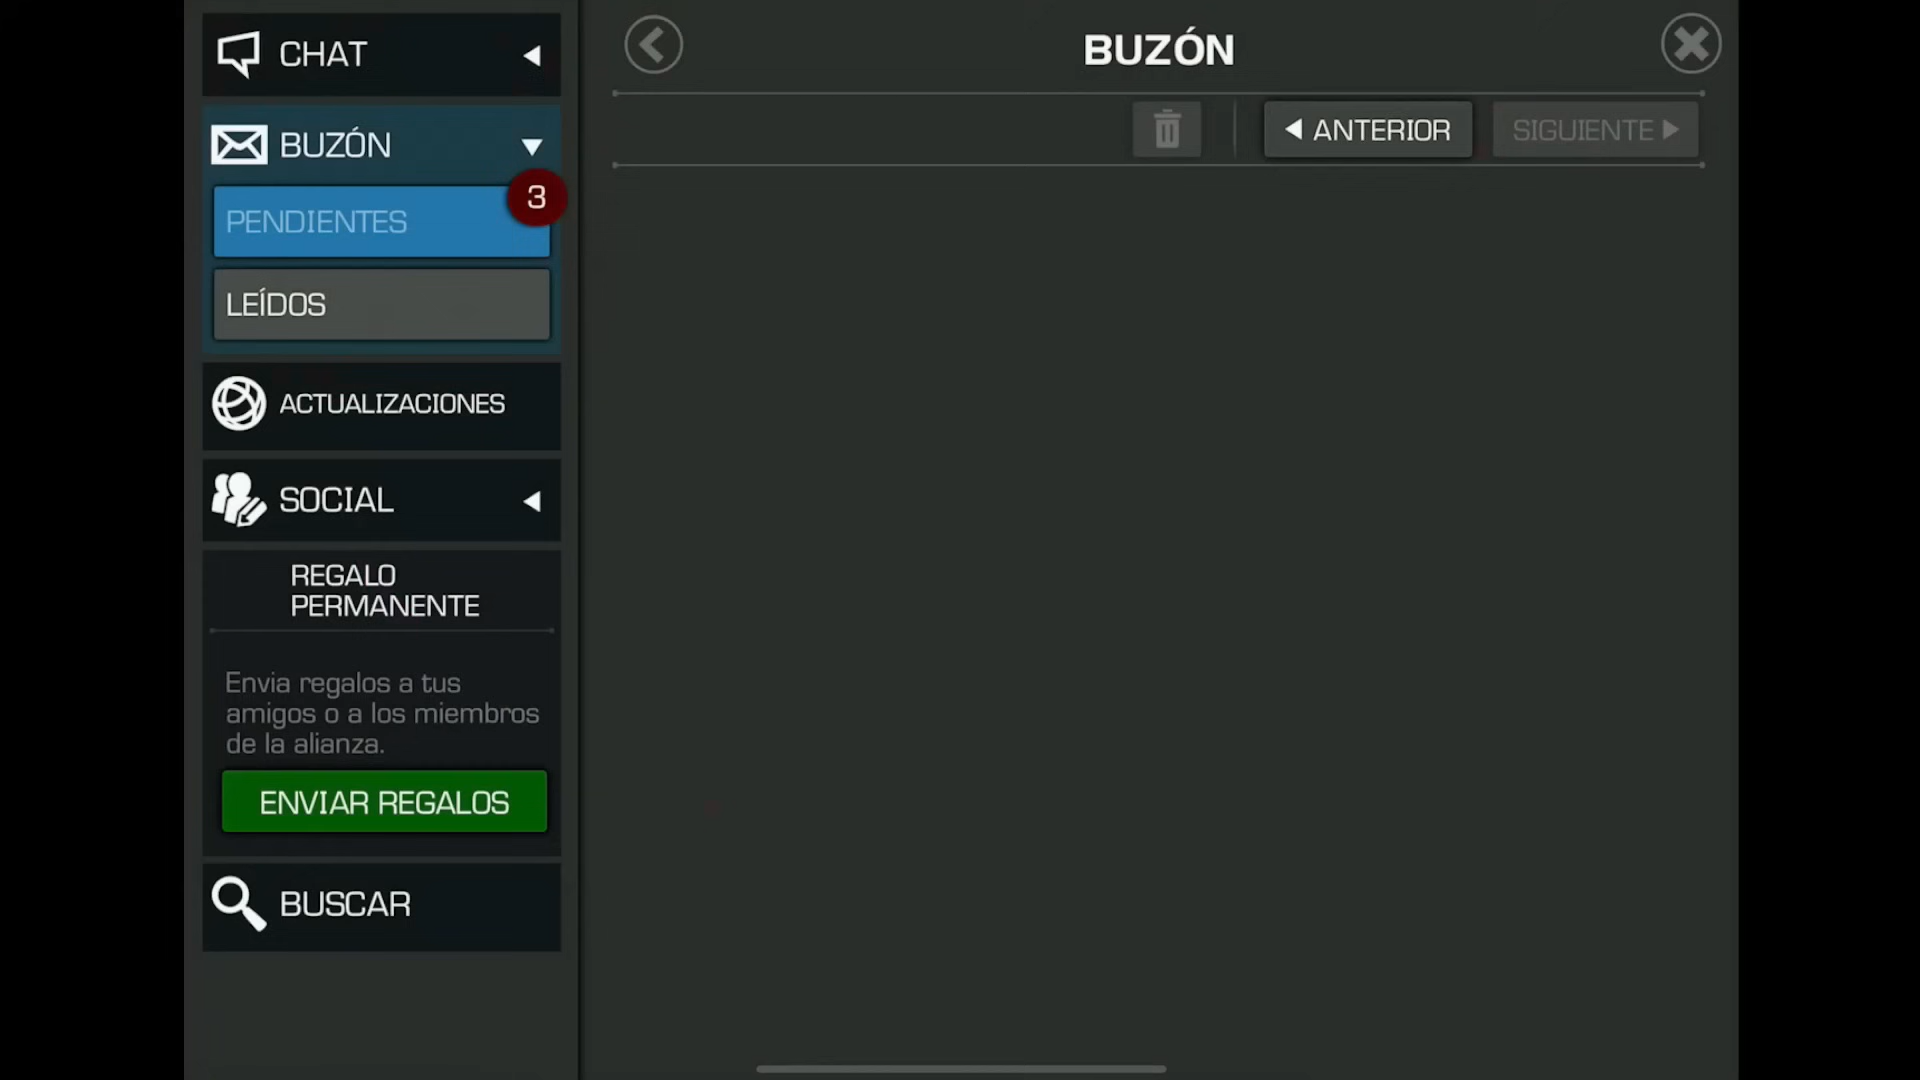 CHAT
BUZÓN
3
PENDIENTES
LEÍDOS
ACTUALIZACIONES
SOCIAL
REGALO
PERMANENTE
Envia regalos a tus
amigos o a los miembros
de la alianza.
ENVIAR REGALOS
BUSCAR
BUZÓN
ANTERIOR
SIGUIENTE